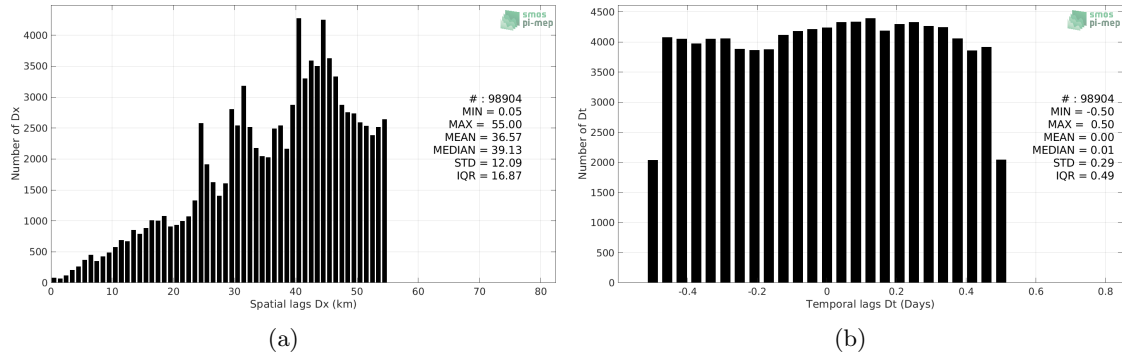 smos
pi-mep
4000
3500
3000
2500
2000
1500
1000
500
0
Number of Dx
# : 98904
MIN = 0.05
MAX = 55.00
MEAN = 36.57
MEDIAN = 39.13
STD = 12.09
IQR = 16.87
0 10 20 30 40 50 60 70 80
Spatial lags Dx (km)
(a)
smos
pi-mep
4500
4000
3500
3000
2500
2000
1500
1000
500
0
Number of Dt
# : 98904
MIN = -0.50
MAX = 0.50
MEAN = 0.00
MEDIAN = 0.01
STD = 0.29
IQR = 0.49
-0.4 -0.2 0 0.2 0.4 0.6 0.8
Temporal lags Dt (Days)
(b)